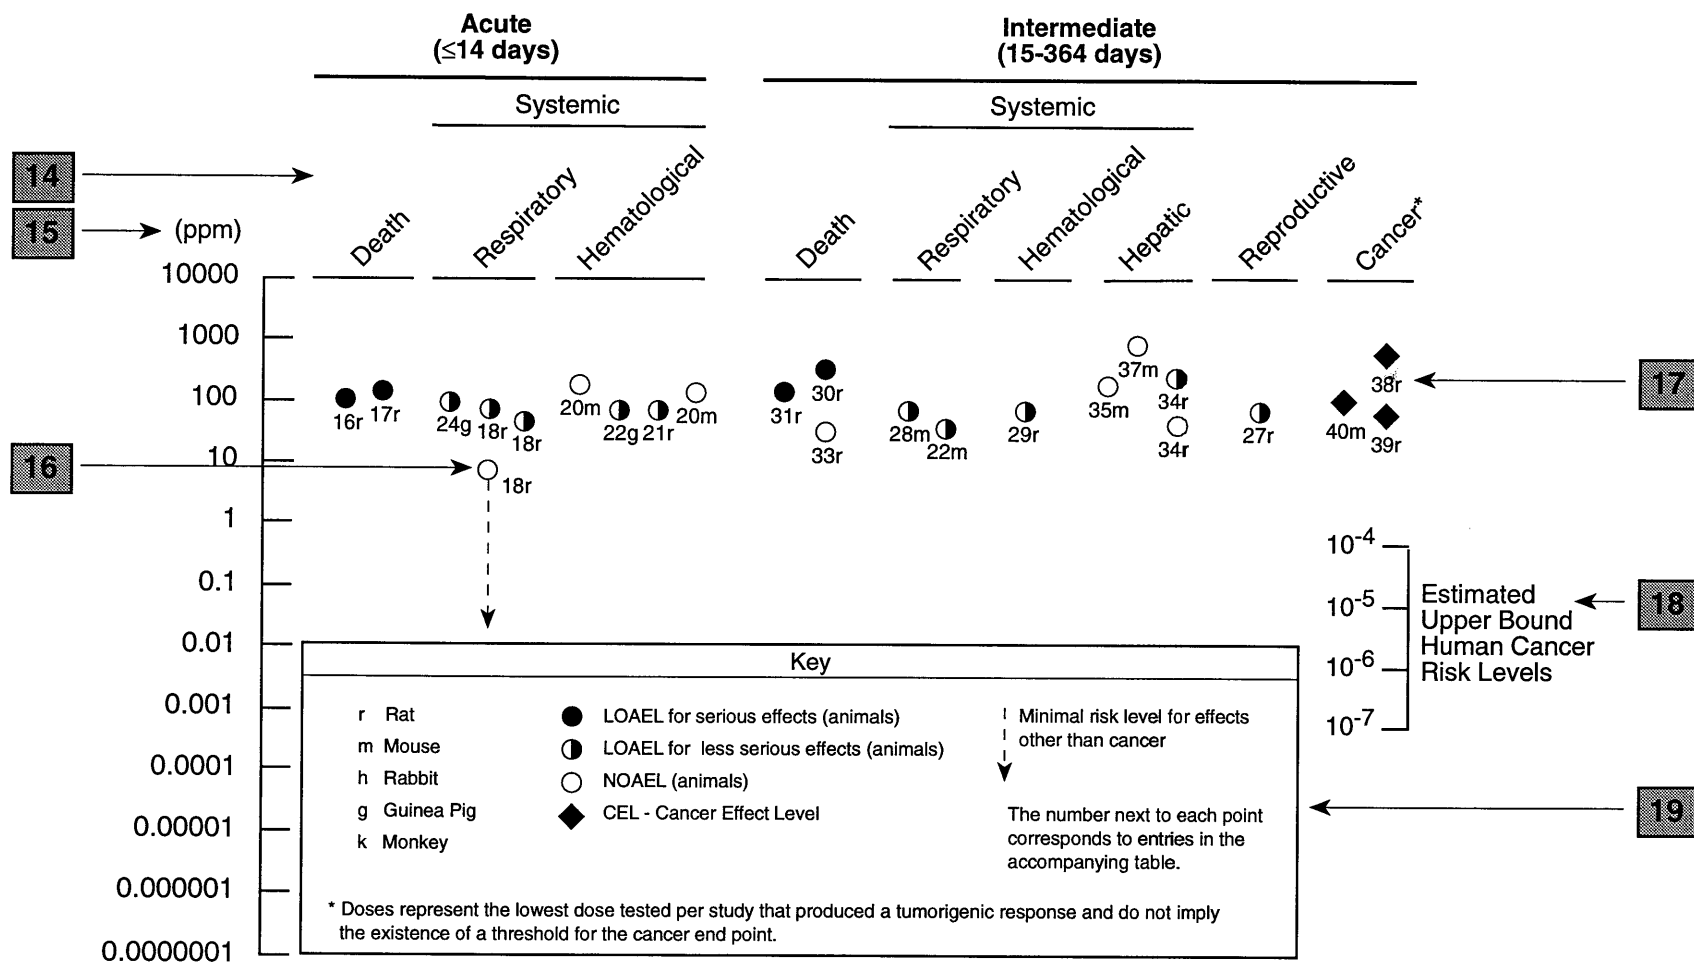 Acute
(≤14 days)
Intermediate
(15-364 days)
Systemic
Systemic
14
15
(ppm)
Death
Respiratory
Hematological
Death
Respiratory
Hematological
Hepatic
Reproductive
Cancer*
10000
1000
100
10
1
0.1
0.01
0.001
0.0001
0.00001
0.000001
0.0000001
16r
17r
24g
18r
18r
18r
20m
22g
21r
20m
31r
30r
33r
28m
22m
29r
37m
35m
34r
34r
27r
38r
40m
39r
16
17
10-4
10-5
10-6
10-7
Estimated
Upper Bound
Human Cancer
Risk Levels
18
19
Key
r Rat
m Mouse
h Rabbit
g Guinea Pig
k Monkey
LOAEL for serious effects (animals)
LOAEL for less serious effects (animals)
NOAEL (animals)
CEL - Cancer Effect Level
Minimal risk level for effects
other than cancer
The number next to each point
corresponds to entries in the
accompanying table.
* Doses represent the lowest dose tested per study that produced a tumorigenic response and do not imply
the existence of a threshold for the cancer end point.